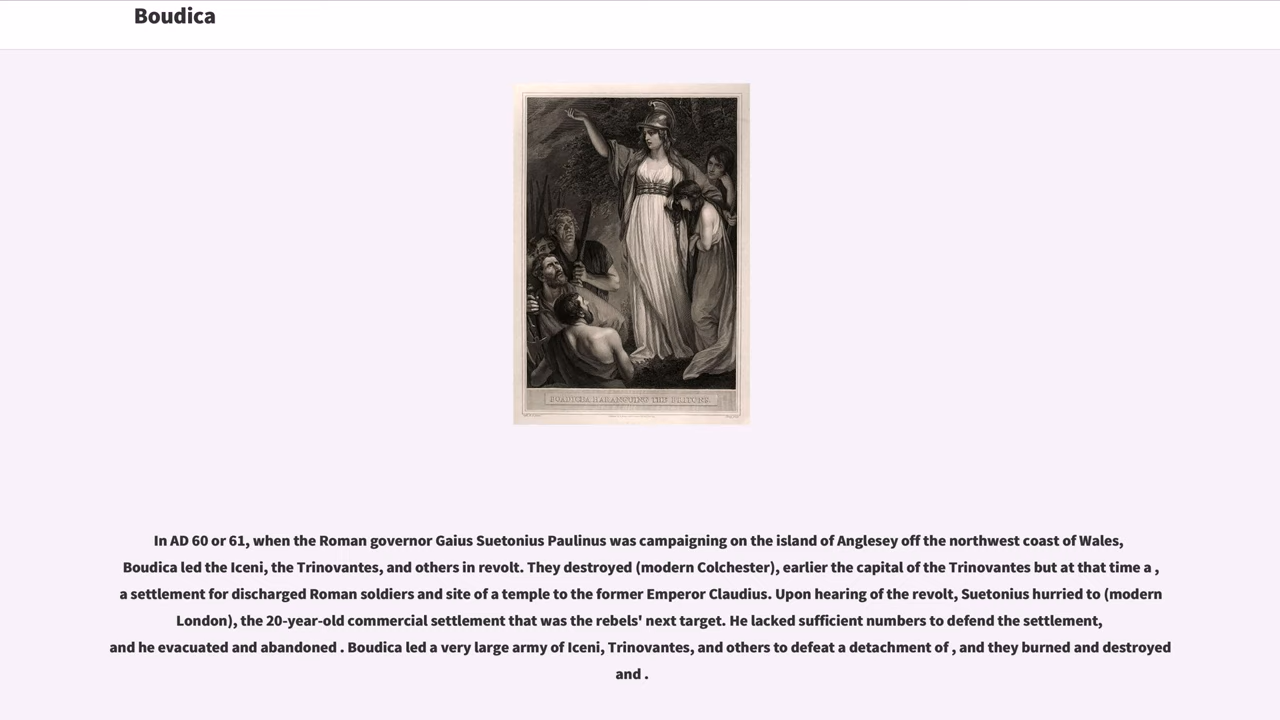 Boudica
BOADICEA HARANGUING THE BRITONS.
In AD 60 or 61, when the Roman governor Gaius Suetonius Paulinus was campaigning on the island of Anglesey off the northwest coast of Wales,
Boudica led the Iceni, the Trinovantes, and others in revolt. They destroyed (modern Colchester), earlier the capital of the Trinovantes but at that time a ,
a settlement for discharged Roman soldiers and site of a temple to the former Emperor Claudius. Upon hearing of the revolt, Suetonius hurried to (modern
London), the 20-year-old commercial settlement that was the rebels' next target. He lacked sufficient numbers to defend the settlement,
and he evacuated and abandoned . Boudica led a very large army of Iceni, Trinovantes, and others to defeat a detachment of , and they burned and destroyed
and .